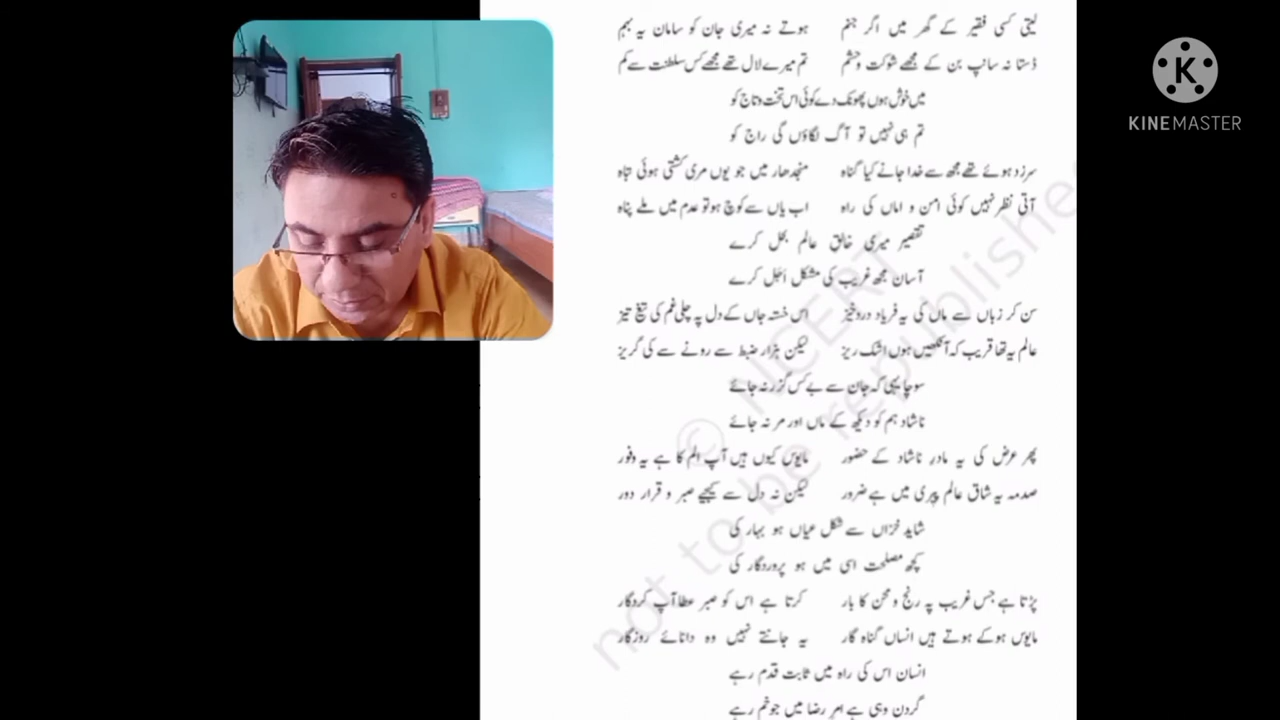 لیتی کسی فقیر کے گھر میں اگر جنم ہوتے نہ میری جان کو سامان یہ بہم
ڈستا نہ سانپ بن کے مجھے شوکت و حشم تم میرے لال تھے مجھے کس سلطنت سے کم
میں خوش ہوں پھونک دے کوئی اس تخت و تاج کو
تم ہی نہیں تو آگ لگاؤں گی راج کو
سرزد ہوئے تھے مجھ سے خدا جانے کیا گناہ منجدھار میں جو یوں مری کشتی ہوئی تباہ
آتی نظر نہیں کوئی امن و اماں کی راہ اب یاں سے کوچ ہو تو عدم میں ملے پناہ
تقصیر میری خالقِ عالم بحل کرے
آسان مجھ غریب کی مشکل اجَل کرے
سن کر زباں سے ماں کی یہ فریاد درد خیز اس خستہ جاں کے دل پہ چلی غم کی تیغ تیز
عالم یہ تھا قریب کہ آنکھیں ہوں اشک ریز لیکن ہزار ضبط سے رونے سے کی گریز
سوچا یہی کہ جان سے بے کس گزر نہ جائے
ناشاد ہم کو دیکھ کے ماں اور مر نہ جائے
پھر عرض کی یہ مادرِ ناشاد کے حضور مایوس کیوں ہیں آپ الم کا ہے یہ وفور
صدمہ یہ شاق عالم پیری میں ہے ضرور لیکن نہ دل سے کیجیے صبر و قرار دور
شاید خزاں سے شکل عیاں ہو بہار کی
کچھ مصلحت اسی میں ہو پروردگار کی
پڑتا ہے جس غریب پہ رنج و محن کا بار کرتا ہے اس کو صبر عطا آپ کردگار
مایوس ہوکے ہوتے ہیں انساں گناہ گار یہ جانتے نہیں وہ دانائے روزگار
انسان اس کی راہ میں ثابت قدم رہے
گردن وہی ہے امرِ رضا میں جو خم رہے
© NCERT
not to be republished
K
KINEMASTER